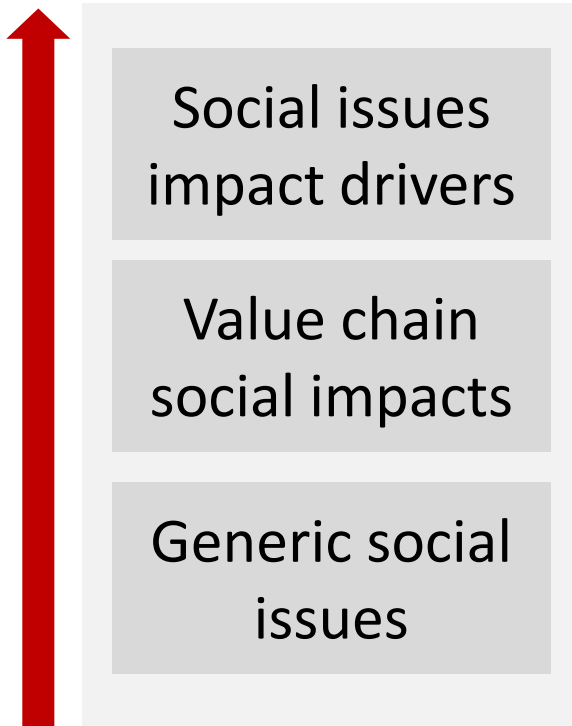 Social issues
impact drivers
Value chain
social impacts
Generic social
issues